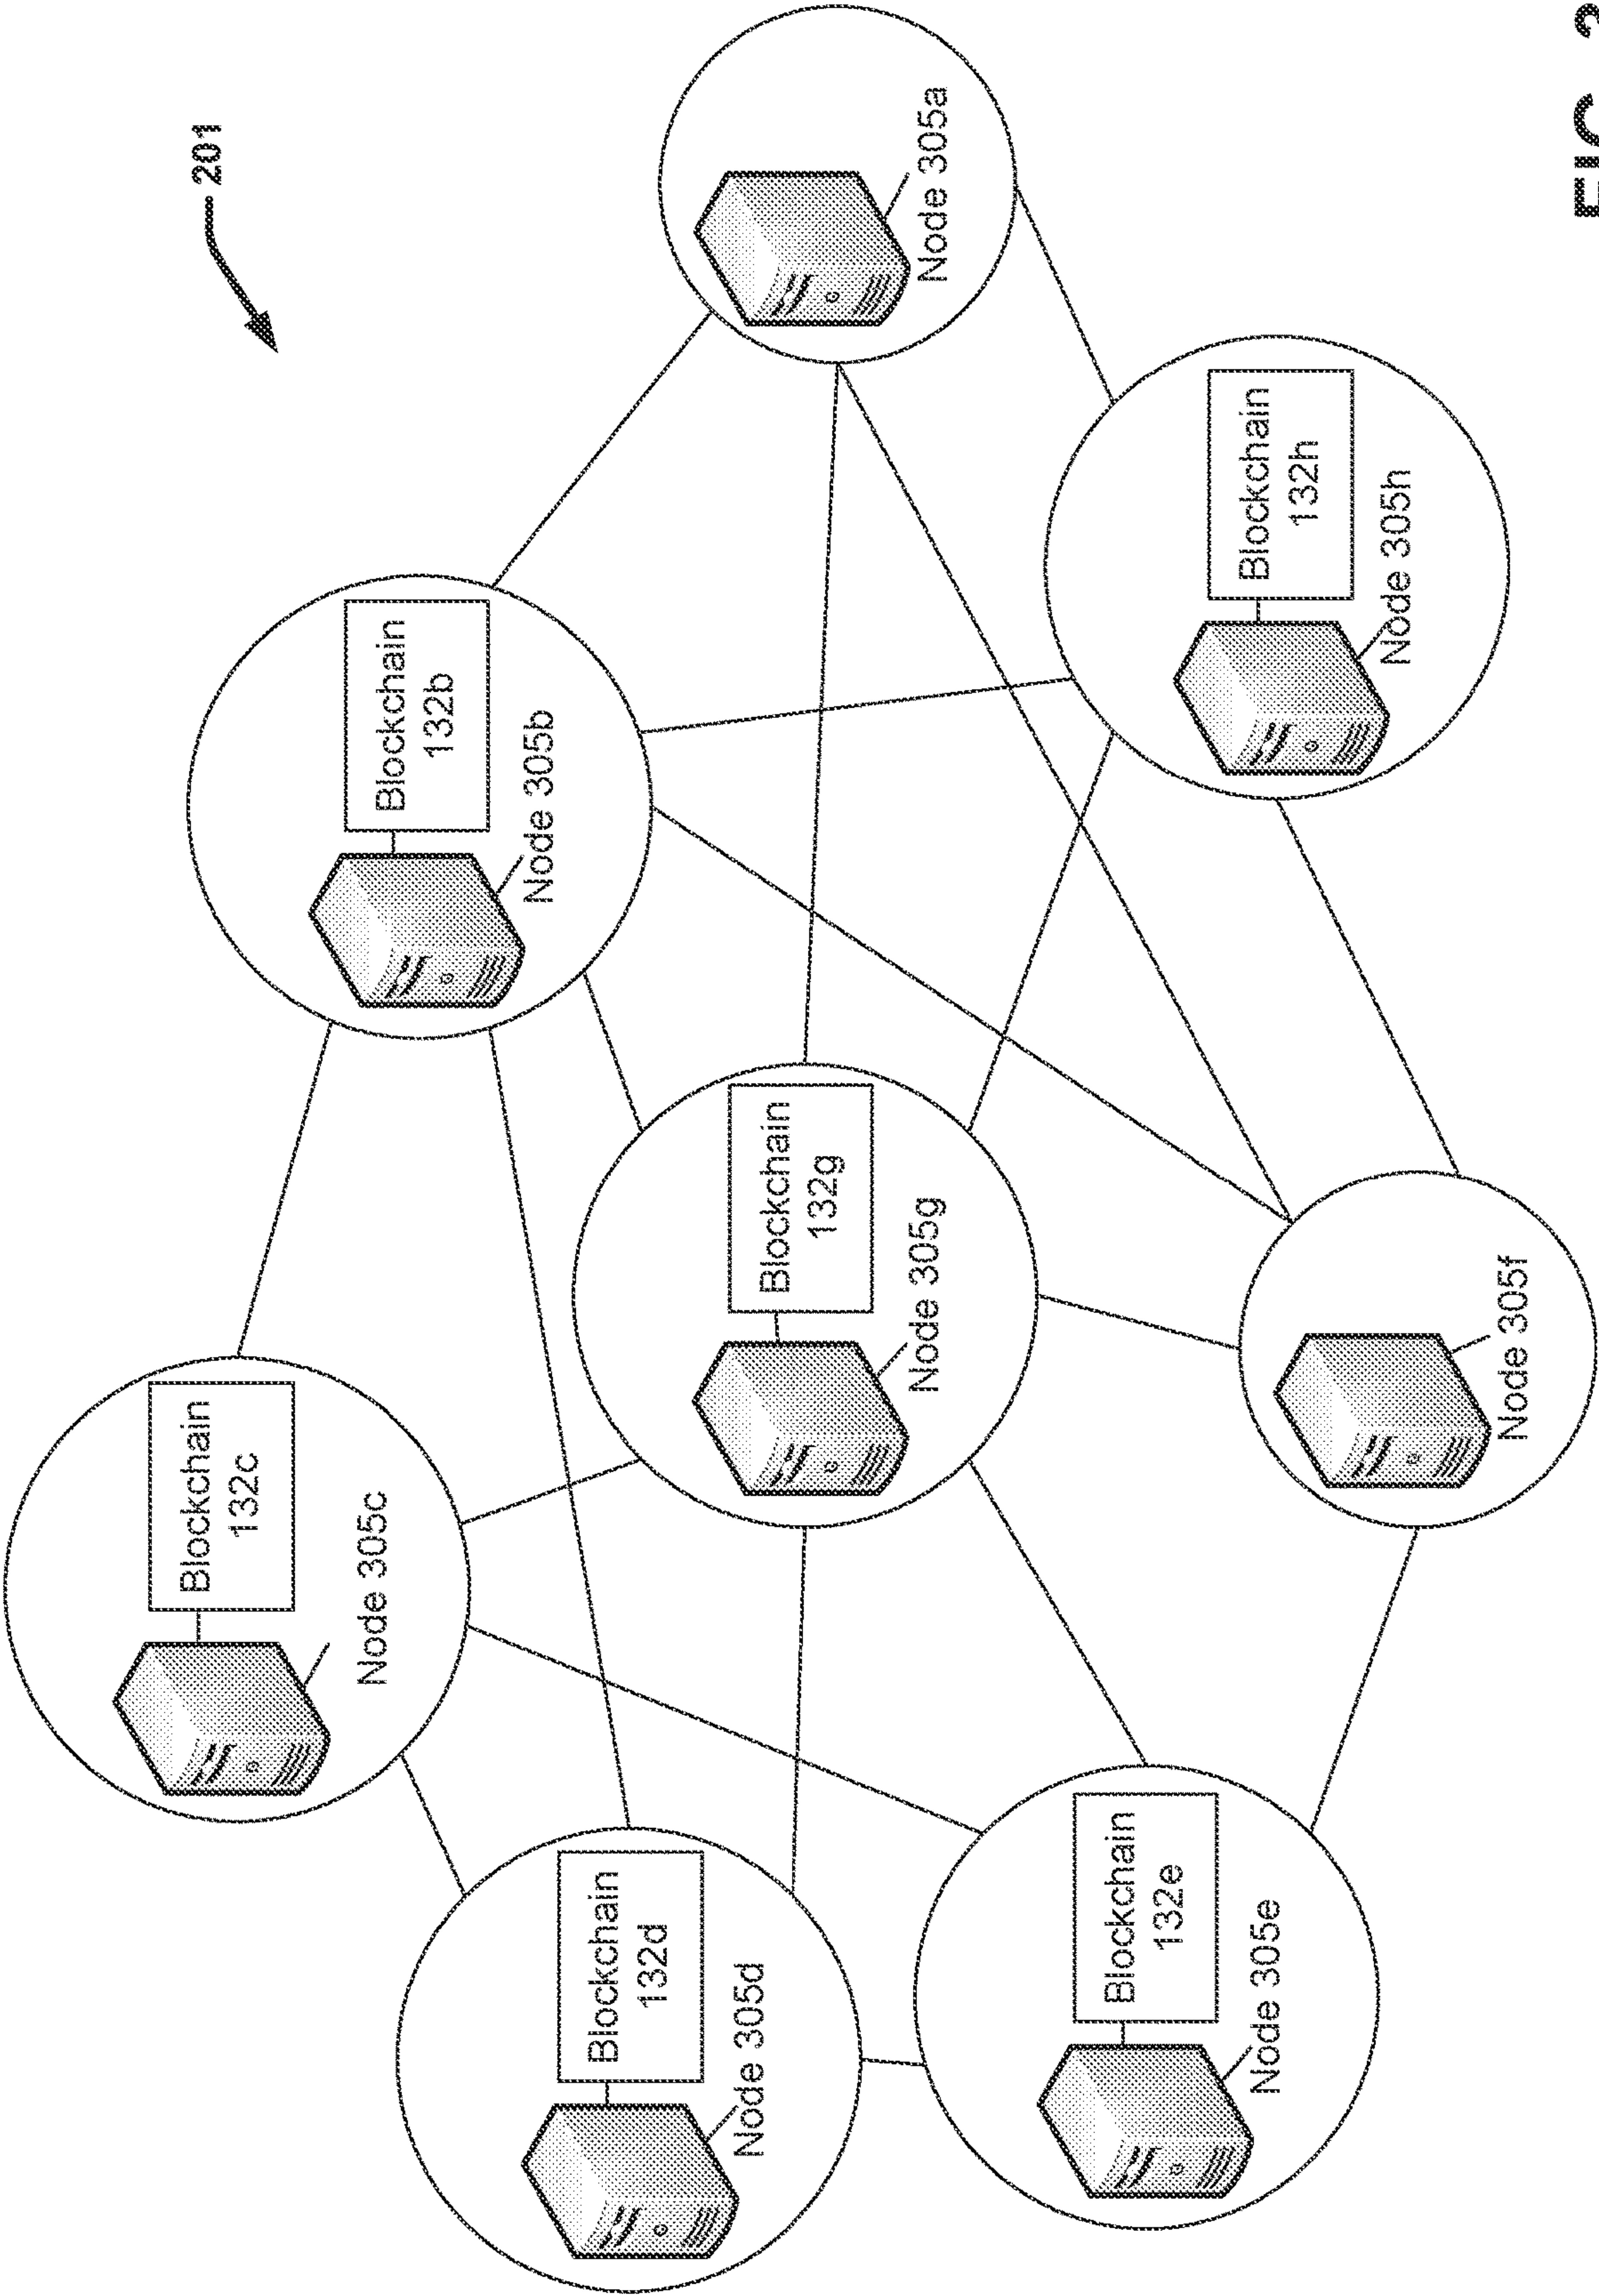 201
Blockchain
132c
Node 305c
Blockchain
132b
Node 305b
Blockchain
132d
Node 305d
Blockchain
132g
Node 305g
Node 305a
Blockchain
132e
Node 305e
Blockchain
132h
Node 305h
Node 305f
FIG.